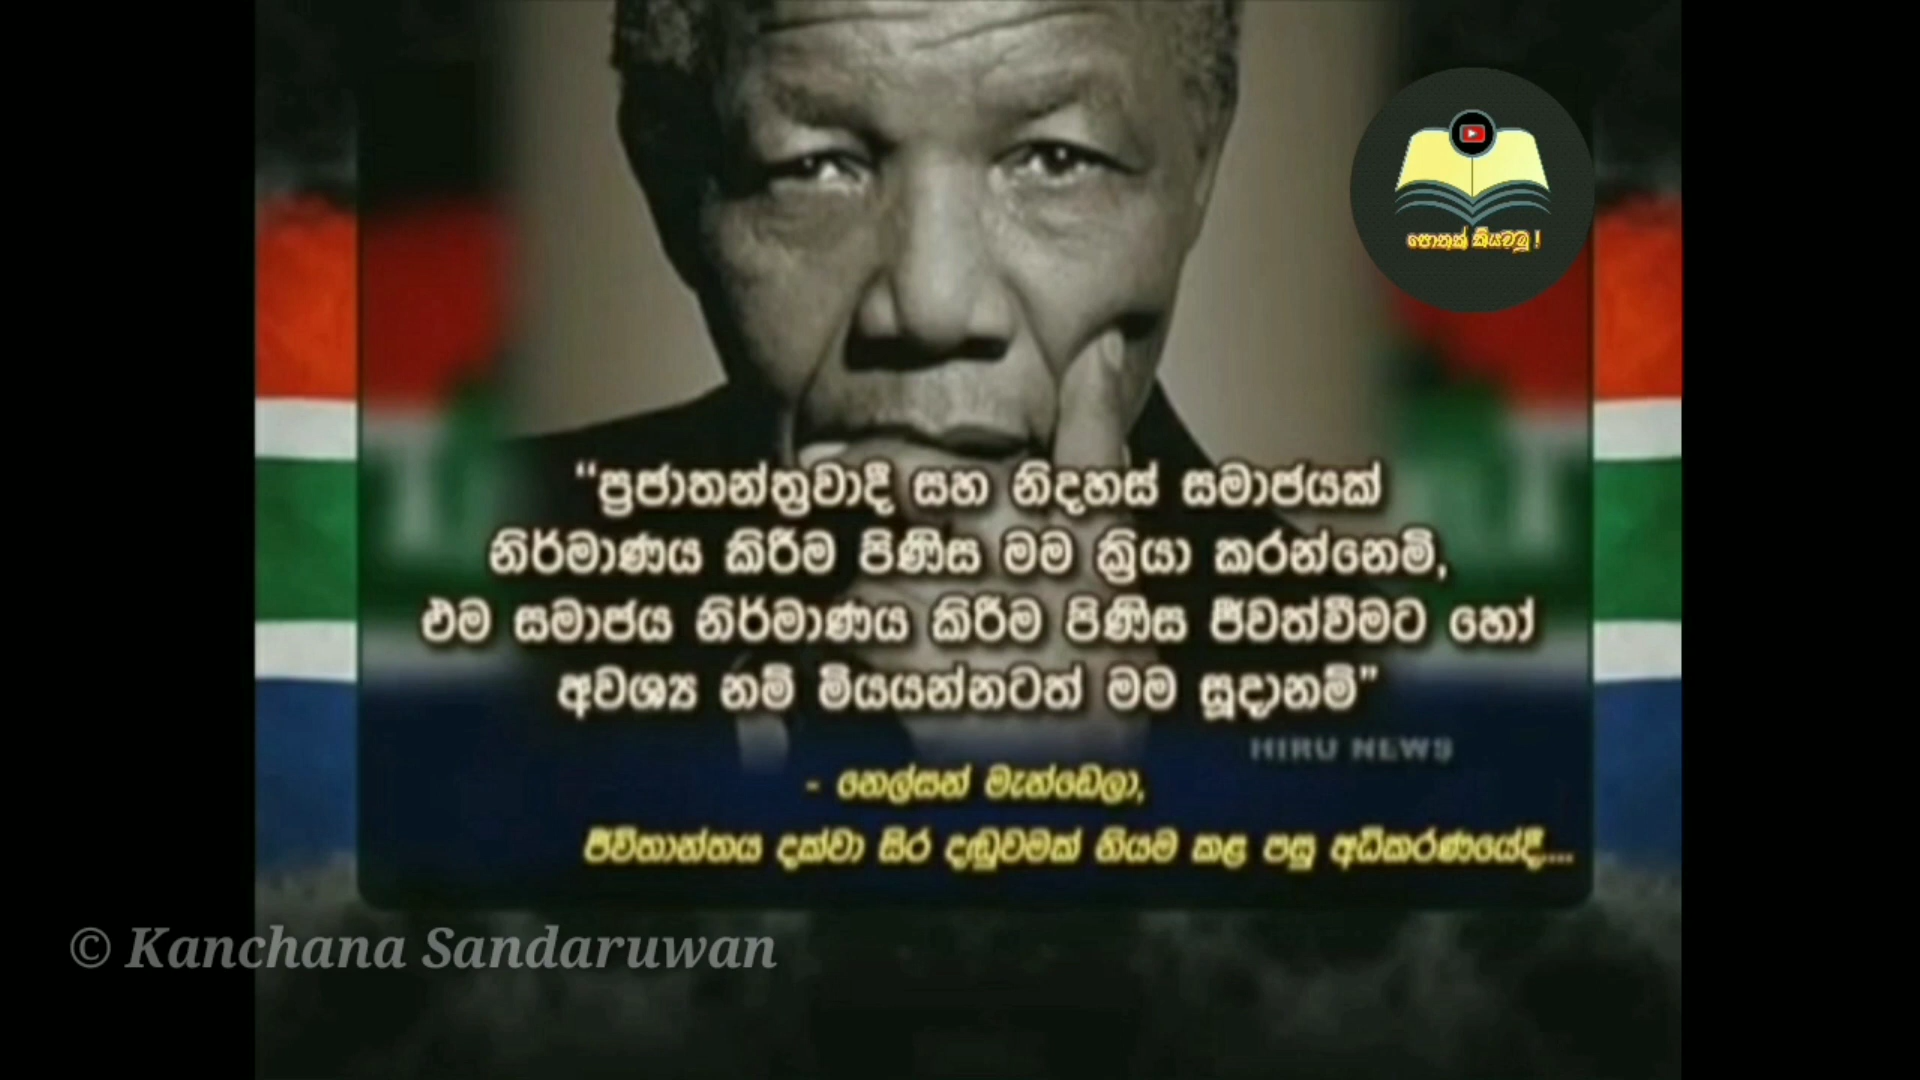 පොතක් කියවමු !
“ප්‍රජාතන්ත්‍රවාදී සහ නිදහස් සමාජයක්
නිර්මාණය කිරීම පිණිස මම ක්‍රියා කරන්නෙමි,
එම සමාජය නිර්මාණය කිරීම පිණිස ජීවත්වීමට හෝ
අවශ්‍ය නම් මියයන්නටත් මම සූදානම්”
HIRU NEWS
- නෙල්සන් මැන්ඩෙලා,
ජීවිතාන්තය දක්වා සිර දඬුවමක් නියම කළ පසු අධිකරණයේදී....
© Kanchana Sandaruwan